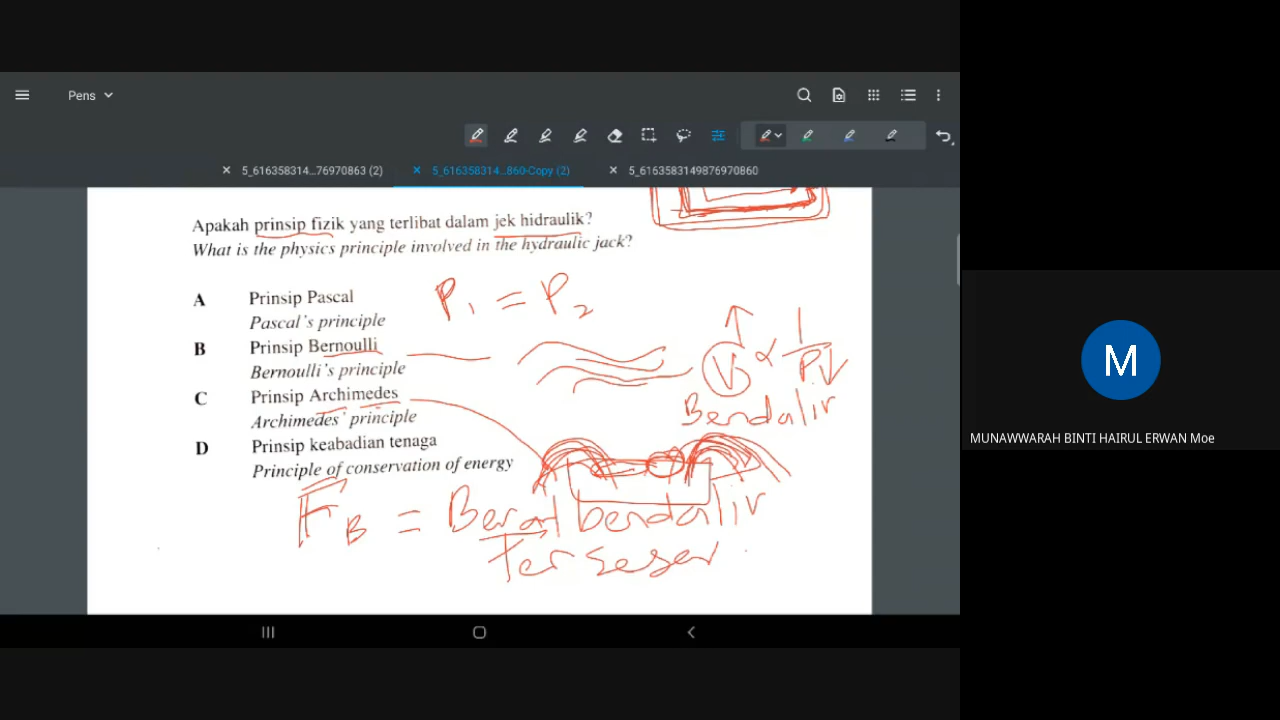 Pens
5_616358314...76970863 (2)
5_616358314...860-Copy (2)
5_6163583149876970860
Apakah prinsip fizik yang terlibat dalam jek hidraulik?
What is the physics principle involved in the hydraulic jack?
A Prinsip Pascal
Pascal's principle
P₁ = P₂
B Prinsip Bernoulli
Bernoulli's principle
V ∝ 1/P↓
Bendalir
C Prinsip Archimedes
Archimedes' principle
D Prinsip keabadian tenaga
Principle of conservation of energy
F_B = Berat bendalir
tersesar
M
MUNAWWARAH BINTI HAIRUL ERWAN Moe